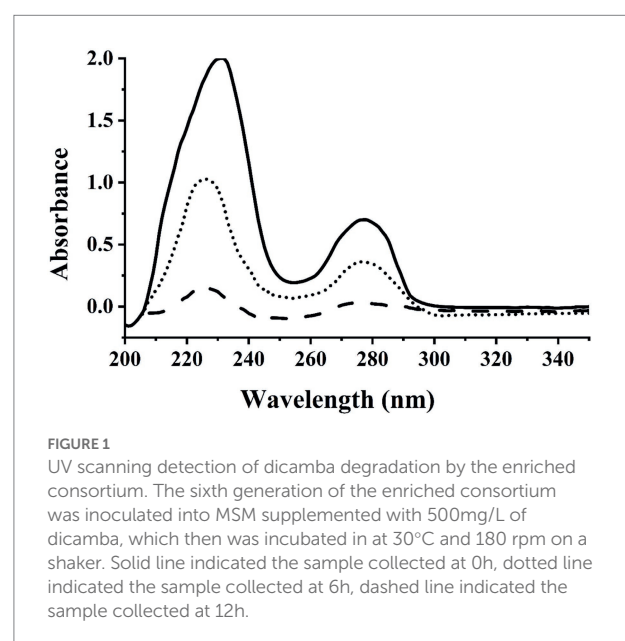 2.0
1.5
1.0
0.5
0.0
Absorbance
200 220 240 260 280 300 320 340
Wavelength (nm)
FIGURE 1
UV scanning detection of dicamba degradation by the enriched
consortium. The sixth generation of the enriched consortium
was inoculated into MSM supplemented with 500mg/L of
dicamba, which then was incubated in at 30°C and 180 rpm on a
shaker. Solid line indicated the sample collected at 0h, dotted line
indicated the sample collected at 6h, dashed line indicated the
sample collected at 12h.